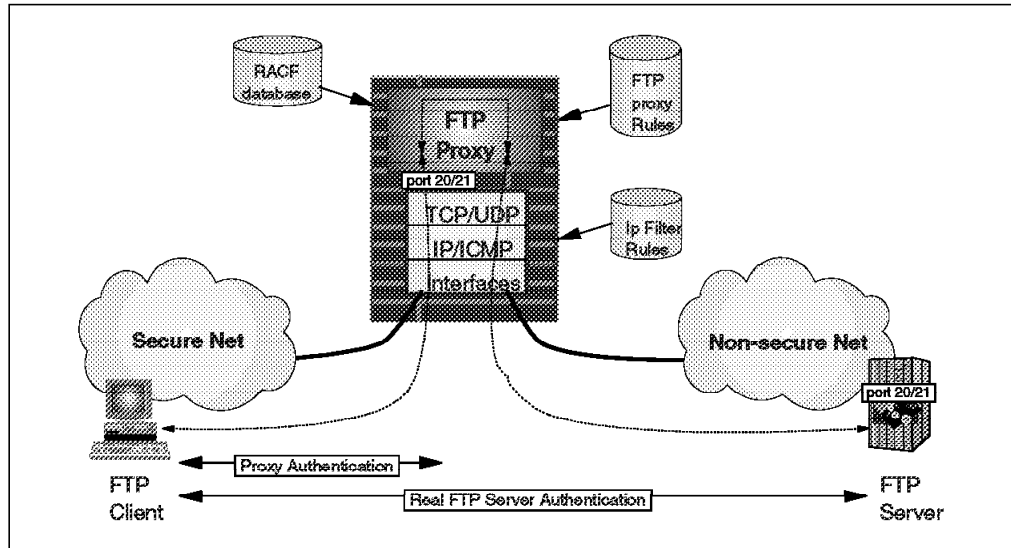 RACF
database
FTP
proxy
Rules
FTP
Proxy
port 20/21
TCP/UDP
IP/ICMP
Interfaces
Ip Filter
Rules
Secure Net
Non-secure Net
port 20/21
Proxy Authentication
FTP
Client
Real FTP Server Authentication
FTP
Server